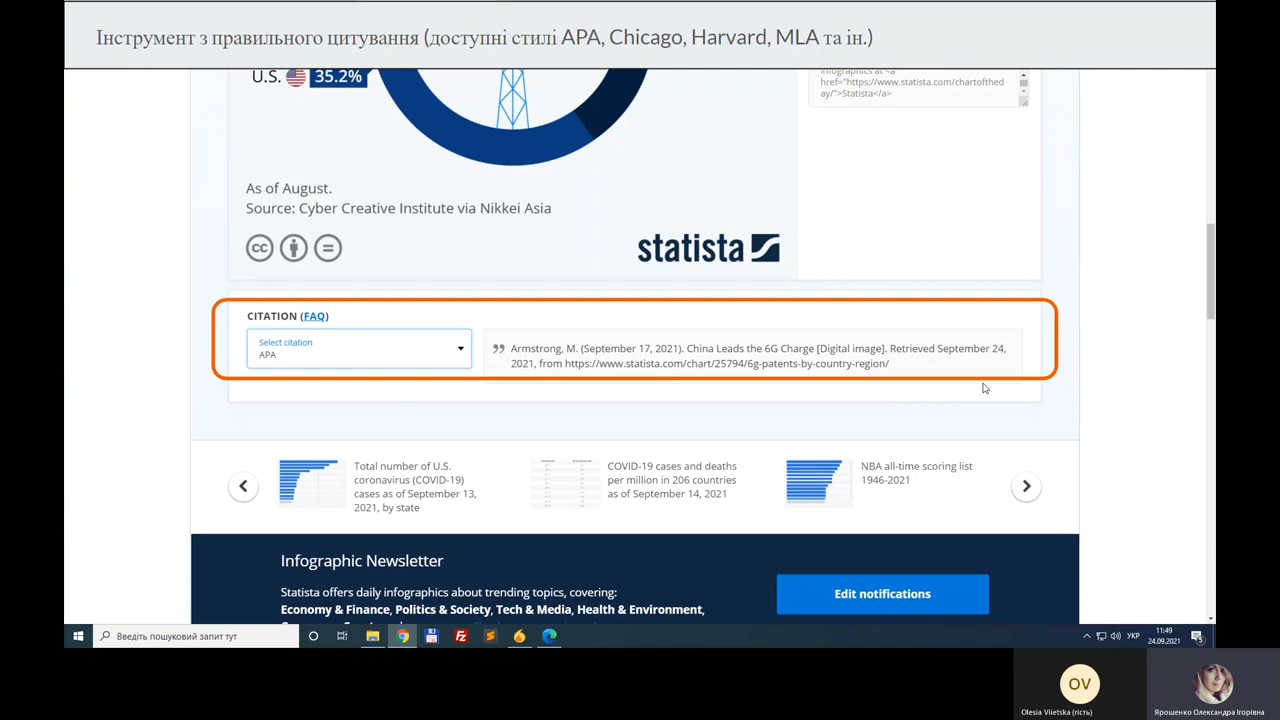 Інструмент з правильного цитування (доступні стилі APA, Chicago, Harvard, MLA та ін.)
U.S. 35.2%
infographics at <a
href="https://www.statista.com/chartofthed
ay/">Statista</a>
As of August.
Source: Cyber Creative Institute via Nikkei Asia
cc
statista
CITATION (FAQ)
Select citation
APA
Armstrong, M. (September 17, 2021). China Leads the 6G Charge [Digital image]. Retrieved September 24,
2021, from https://www.statista.com/chart/25794/6g-patents-by-country-region/
Total number of U.S.
coronavirus (COVID-19)
cases as of September 13,
2021, by state
COVID-19 cases and deaths
per million in 206 countries
as of September 14, 2021
NBA all-time scoring list
1946-2021
Infographic Newsletter
Statista offers daily infographics about trending topics, covering:
Economy & Finance, Politics & Society, Tech & Media, Health & Environment,
Edit notifications
Введіть пошуковий запит тут
УКР
11:49
24.09.2021
5
OV
Olesia Viietska (гість)
Ярошенко Олександра Ігорівна